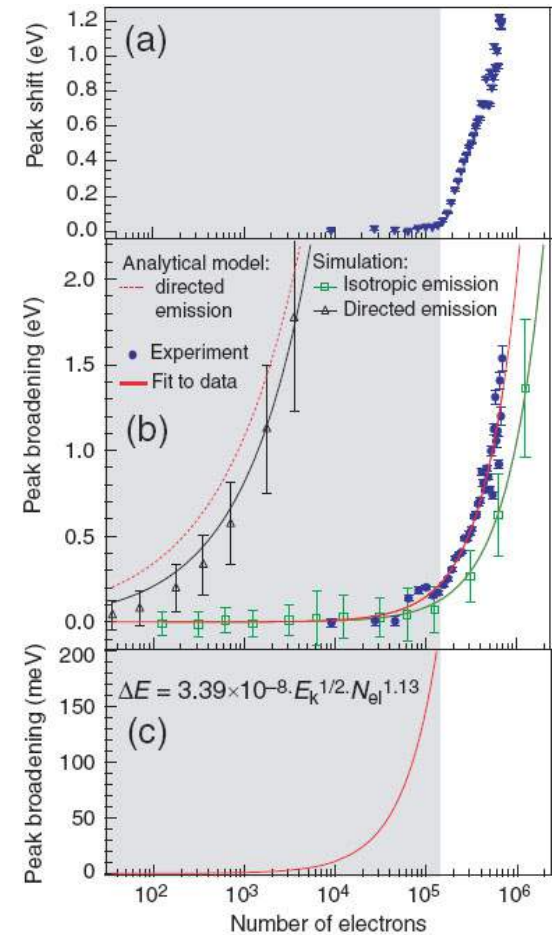 1.2
1.0
0.8
0.6
0.4
0.2
0.0
Peak shift (eV)
(a)
2.0
1.5
1.0
0.5
0.0
Peak broadening (eV)
Analytical model:
directed
emission
Experiment
Fit to data
Simulation:
Isotropic emission
Directed emission
(b)
200
150
100
50
0
Peak broadening (meV)
ΔE = 3.39×10⁻⁸·Eₖ¹ᐟ²·Nₑₗ¹·¹³
(c)
10² 10³ 10⁴ 10⁵ 10⁶
Number of electrons